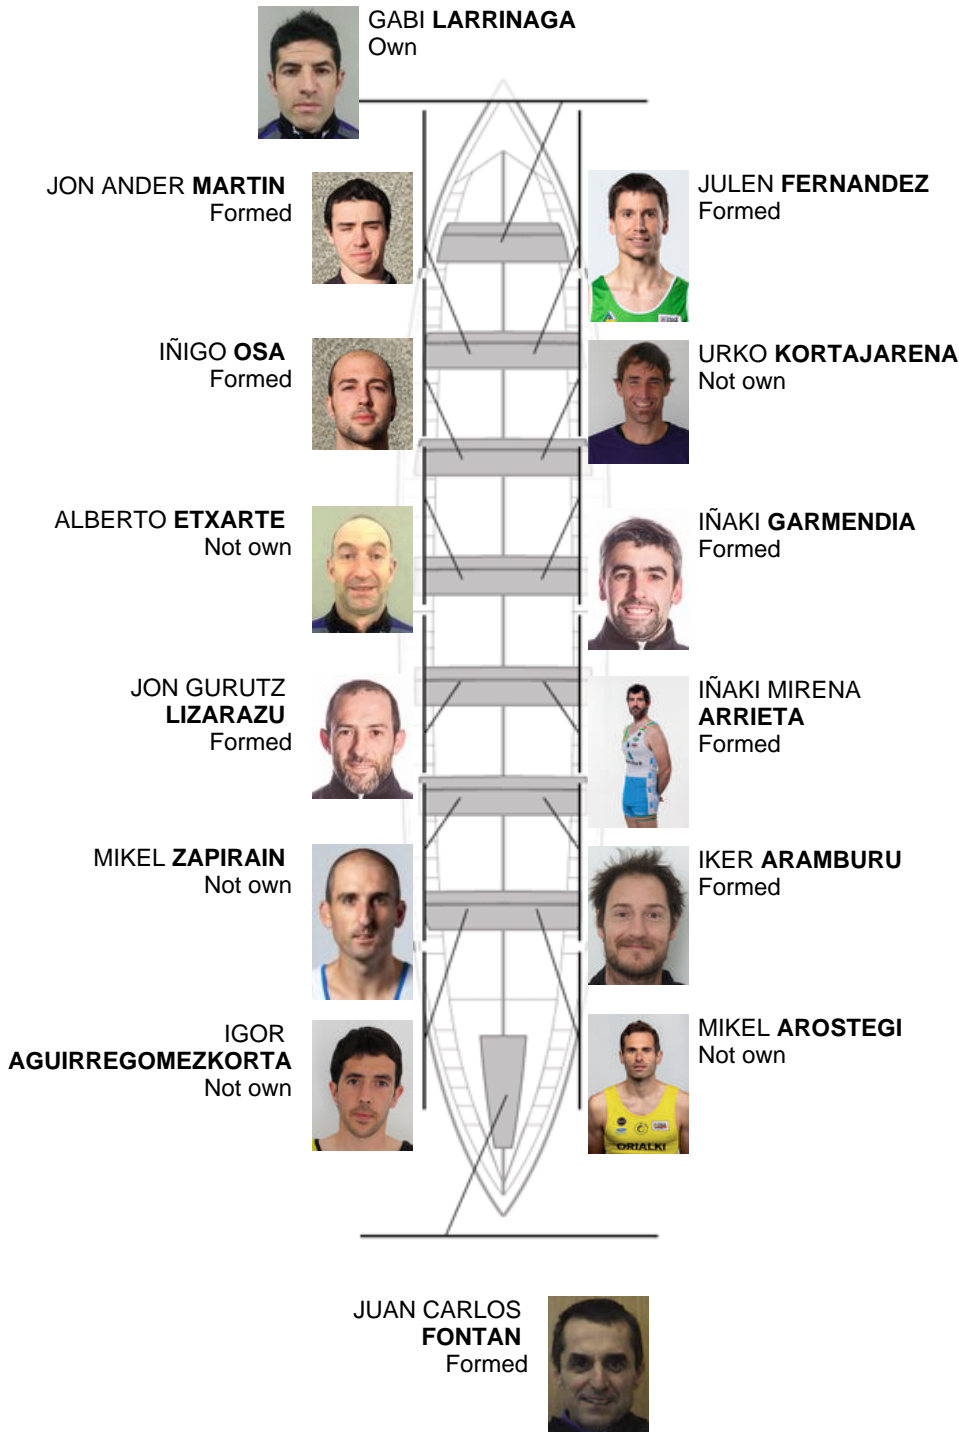 GABI LARRINAGA
Own
JON ANDER MARTIN
Formed
JULEN FERNANDEZ
Formed
IÑIGO OSA
Formed
URKO KORTAJARENA
Not own
ALBERTO ETXARTE
Not own
IÑAKI GARMENDIA
Formed
JON GURUTZ
LIZARAZU
Formed
IÑAKI MIRENA
ARRIETA
Formed
MIKEL ZAPIRAIN
Not own
IKER ARAMBURU
Formed
IGOR
AGUIRREGOMEZKORTA
Not own
MIKEL AROSTEGI
Not own
ORIALKI
JUAN CARLOS
FONTAN
Formed